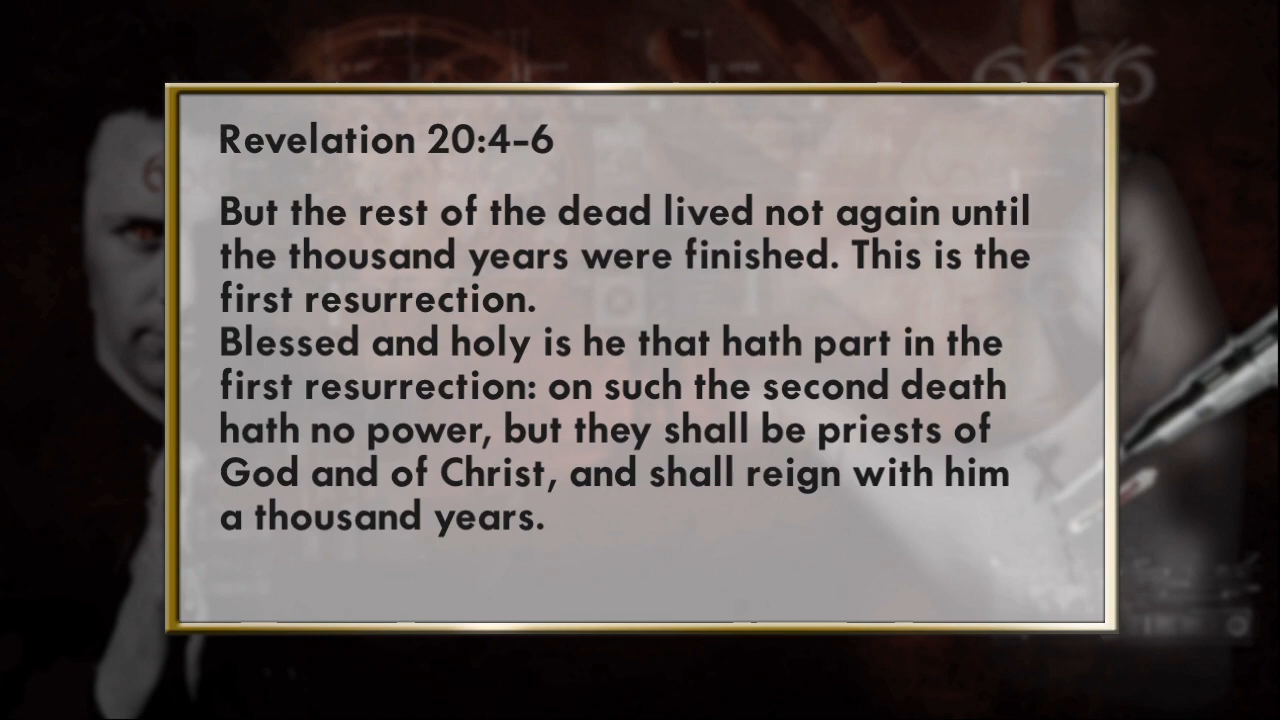 666
Revelation 20:4-6
But the rest of the dead lived not again until
the thousand years were finished. This is the
first resurrection.
Blessed and holy is he that hath part in the
first resurrection: on such the second death
hath no power, but they shall be priests of
God and of Christ, and shall reign with him
a thousand years.